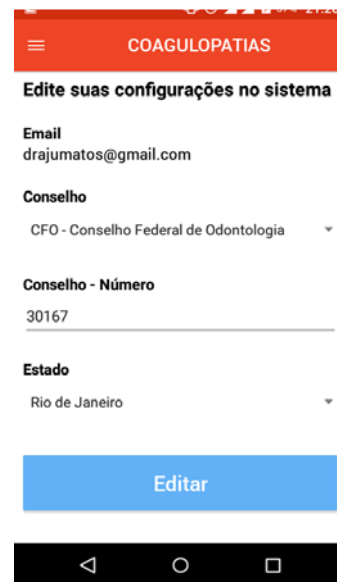 COAGULOPATIAS
Edite suas configurações no sistema
Email
drajumatos@gmail.com
Conselho
CFO - Conselho Federal de Odontologia
Conselho - Número
30167
Estado
Rio de Janeiro
Editar